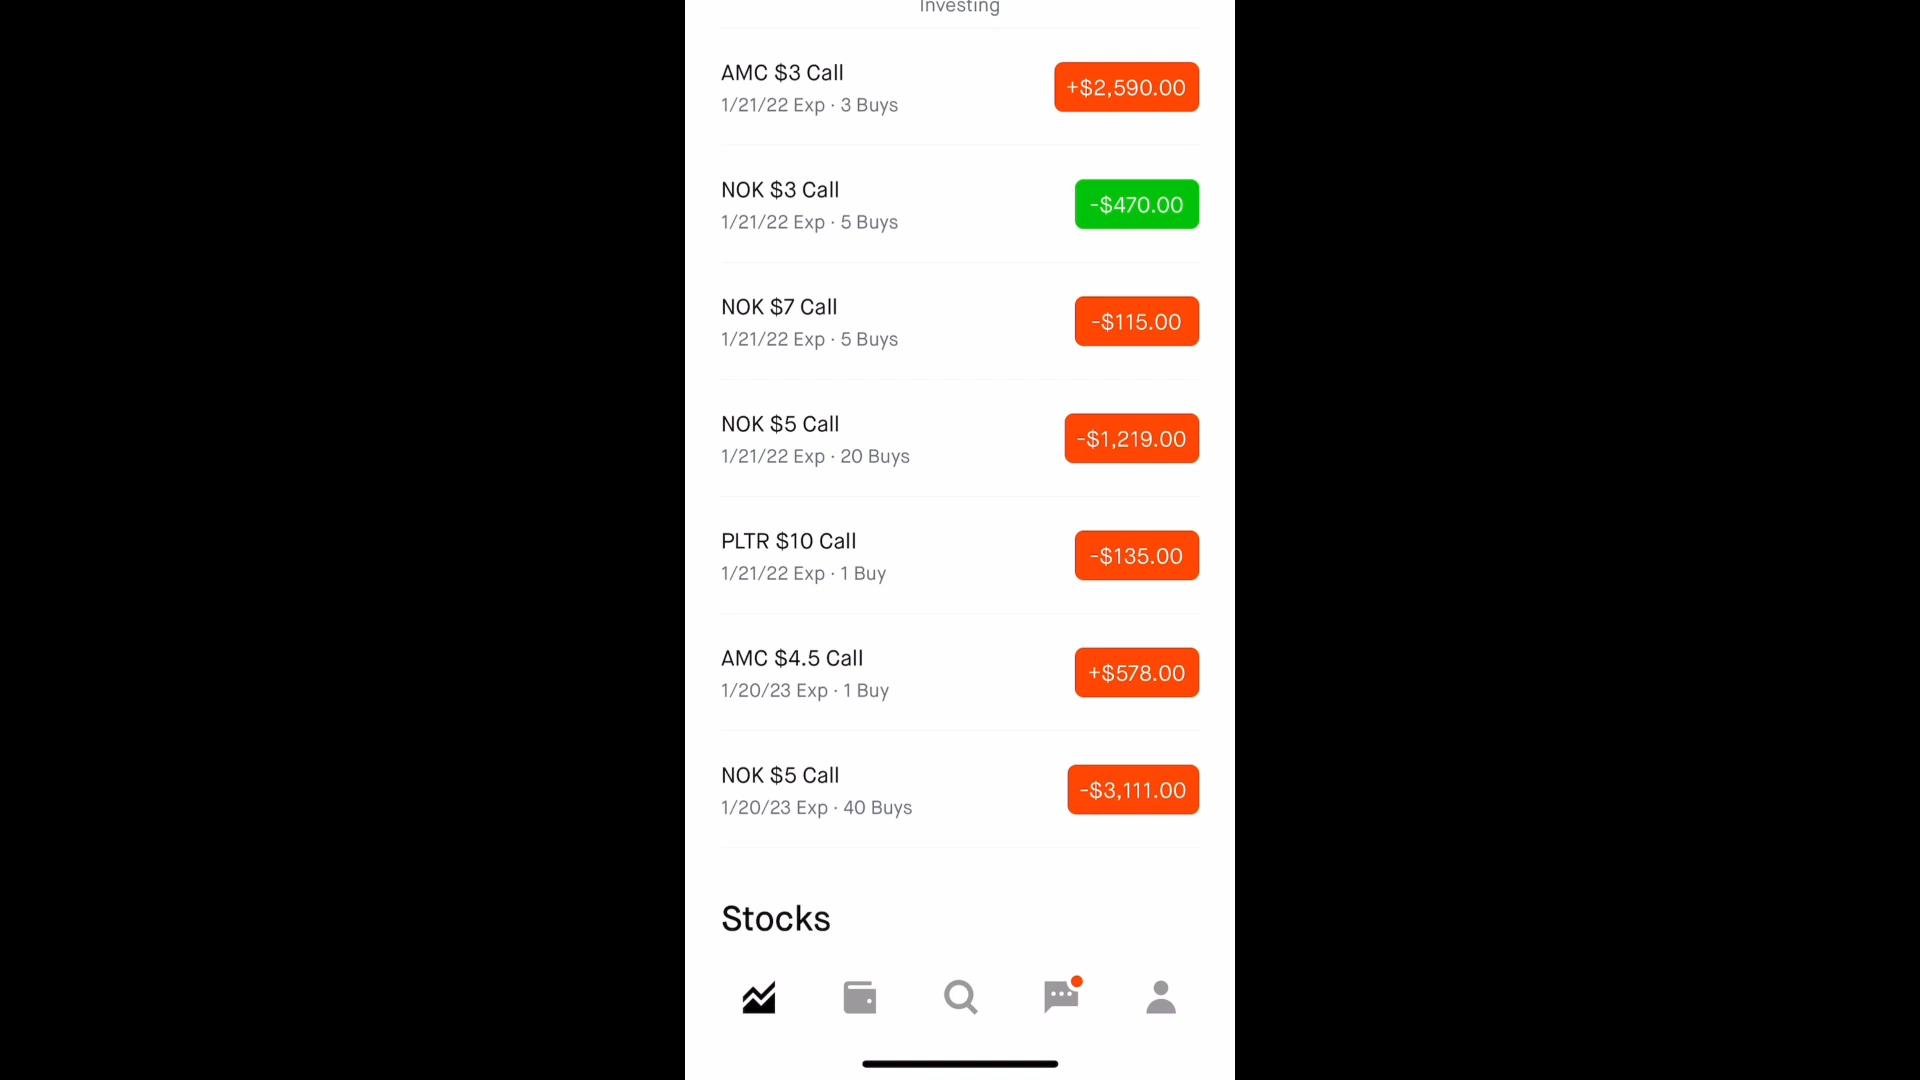 Investing
AMC $3 Call
1/21/22 Exp · 3 Buys
+$2,590.00
NOK $3 Call
1/21/22 Exp · 5 Buys
-$470.00
NOK $7 Call
1/21/22 Exp · 5 Buys
-$115.00
NOK $5 Call
1/21/22 Exp · 20 Buys
-$1,219.00
PLTR $10 Call
1/21/22 Exp · 1 Buy
-$135.00
AMC $4.5 Call
1/20/23 Exp · 1 Buy
+$578.00
NOK $5 Call
1/20/23 Exp · 40 Buys
-$3,111.00
Stocks